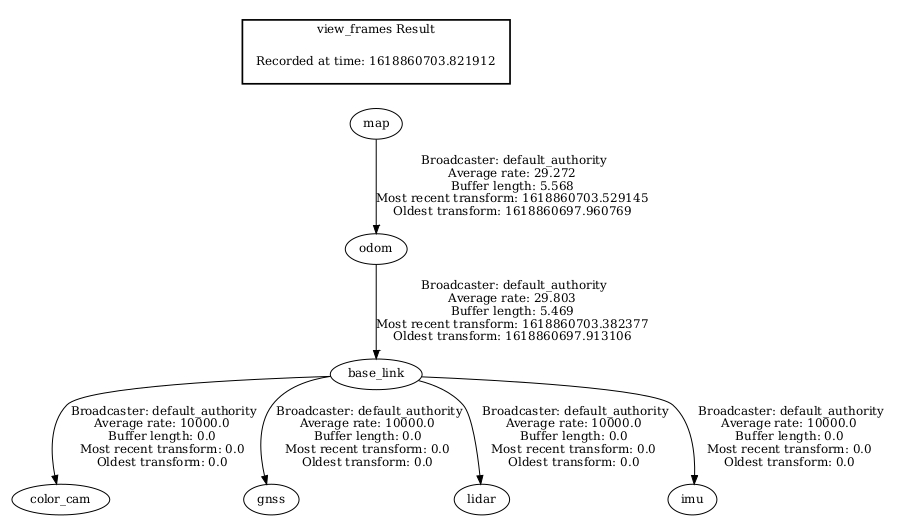 view_frames Result
Recorded at time: 1618860703.821912
map
Broadcaster: default_authority
Average rate: 29.272
Buffer length: 5.568
Most recent transform: 1618860703.529145
Oldest transform: 1618860697.960769
odom
Broadcaster: default_authority
Average rate: 29.803
Buffer length: 5.469
Most recent transform: 1618860703.382377
Oldest transform: 1618860697.913106
base_link
Broadcaster: default_authority
Average rate: 10000.0
Buffer length: 0.0
Most recent transform: 0.0
Oldest transform: 0.0
Broadcaster: default_authority
Average rate: 10000.0
Buffer length: 0.0
Most recent transform: 0.0
Oldest transform: 0.0
Broadcaster: default_authority
Average rate: 10000.0
Buffer length: 0.0
Most recent transform: 0.0
Oldest transform: 0.0
Broadcaster: default_authority
Average rate: 10000.0
Buffer length: 0.0
Most recent transform: 0.0
Oldest transform: 0.0
color_cam
gnss
lidar
imu